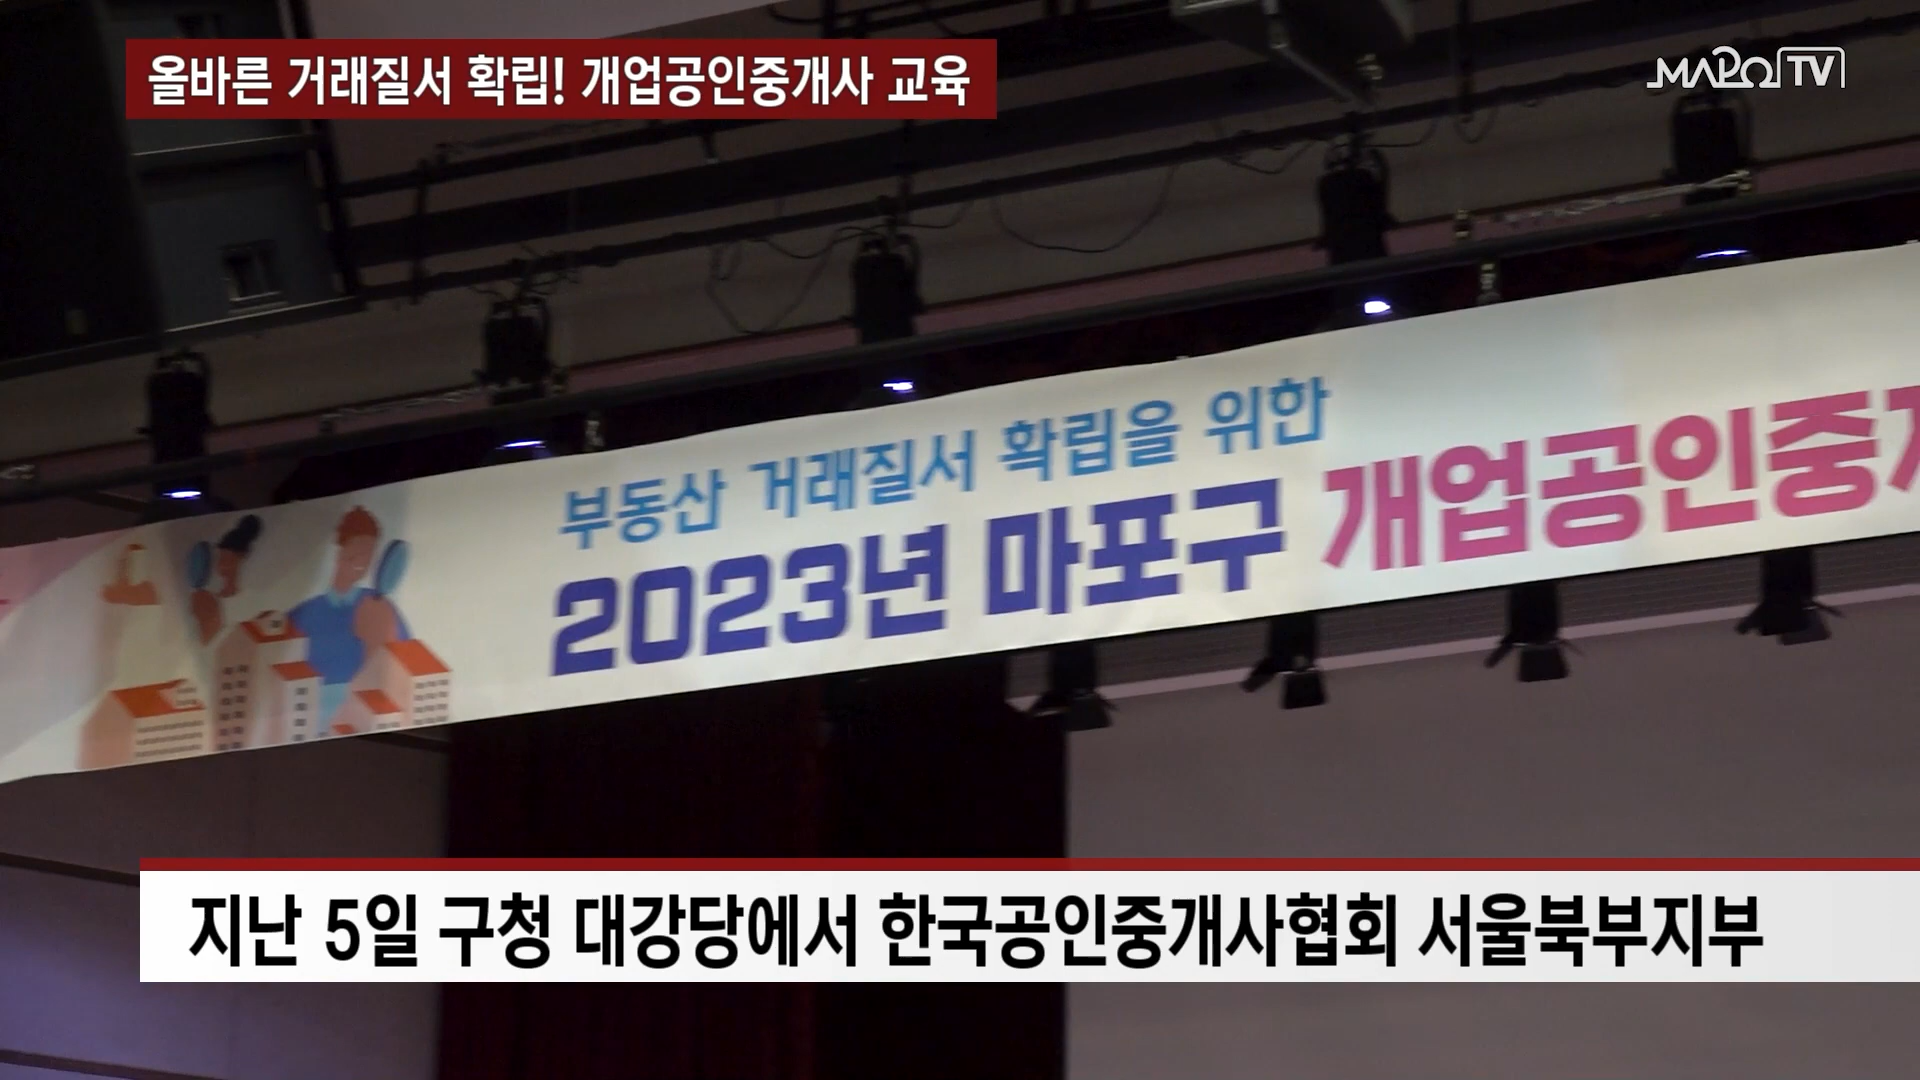 올바른 거래질서 확립! 개업공인중개사 교육
MAPO TV
부동산 거래질서 확립을 위한
2023년 마포구 개업공인중
지난 5일 구청 대강당에서 한국공인중개사협회 서울북부지부